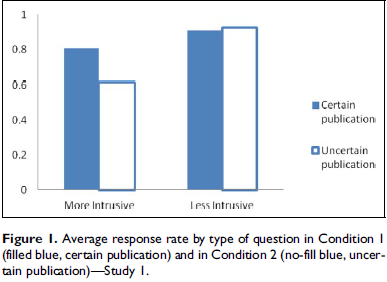 1
0.8
0.6
0.4
0.2
0
More Intrusive
Less Intrusive
Certain
publication
Uncertain
publication
Figure 1. Average response rate by type of question in Condition 1
(filled blue, certain publication) and in Condition 2 (no-fill blue, uncer-
tain publication)—Study 1.